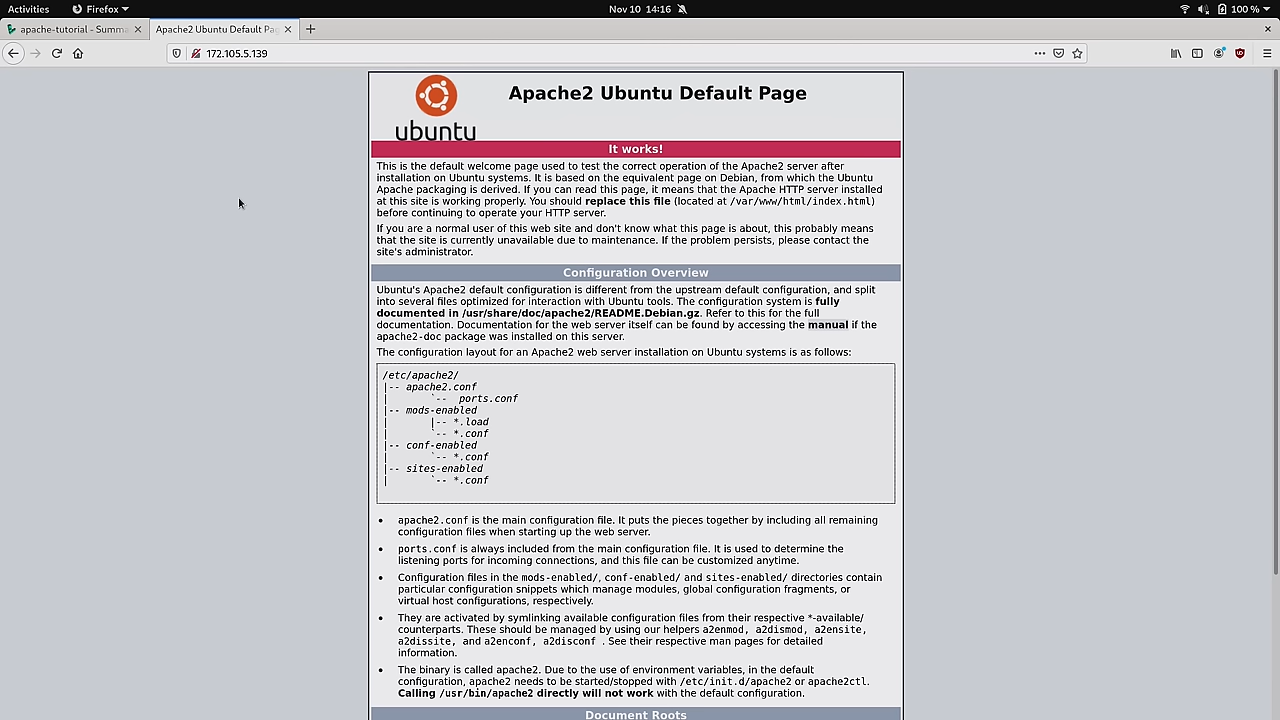 Activities Firefox Nov 10 14:16 100 %
apache-tutorial - Summa Apache2 Ubuntu Default Pag
172.105.5.139
ubuntu
Apache2 Ubuntu Default Page
It works!
This is the default welcome page used to test the correct operation of the Apache2 server after
installation on Ubuntu systems. It is based on the equivalent page on Debian, from which the Ubuntu
Apache packaging is derived. If you can read this page, it means that the Apache HTTP server installed
at this site is working properly. You should replace this file (located at /var/www/html/index.html)
before continuing to operate your HTTP server.
If you are a normal user of this web site and don't know what this page is about, this probably means
that the site is currently unavailable due to maintenance. If the problem persists, please contact the
site's administrator.
Configuration Overview
Ubuntu's Apache2 default configuration is different from the upstream default configuration, and split
into several files optimized for interaction with Ubuntu tools. The configuration system is fully
documented in /usr/share/doc/apache2/README.Debian.gz. Refer to this for the full
documentation. Documentation for the web server itself can be found by accessing the manual if the
apache2-doc package was installed on this server.
The configuration layout for an Apache2 web server installation on Ubuntu systems is as follows:
/etc/apache2/
|-- apache2.conf
|       `--  ports.conf
|-- mods-enabled
|       |-- *.load
|       `-- *.conf
|-- conf-enabled
|       `-- *.conf
|-- sites-enabled
|       `-- *.conf
• apache2.conf is the main configuration file. It puts the pieces together by including all remaining
configuration files when starting up the web server.
• ports.conf is always included from the main configuration file. It is used to determine the
listening ports for incoming connections, and this file can be customized anytime.
• Configuration files in the mods-enabled/, conf-enabled/ and sites-enabled/ directories contain
particular configuration snippets which manage modules, global configuration fragments, or
virtual host configurations, respectively.
• They are activated by symlinking available configuration files from their respective *-available/
counterparts. These should be managed by using our helpers a2enmod, a2dismod, a2ensite,
a2dissite, and a2enconf, a2disconf . See their respective man pages for detailed
information.
• The binary is called apache2. Due to the use of environment variables, in the default
configuration, apache2 needs to be started/stopped with /etc/init.d/apache2 or apache2ctl.
Calling /usr/bin/apache2 directly will not work with the default configuration.
Document Roots